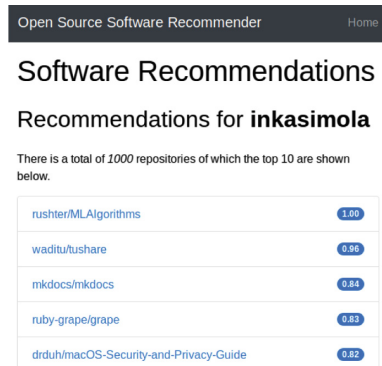 Open Source Software Recommender Home
Software Recommendations
Recommendations for inkasimola
There is a total of 1000 repositories of which the top 10 are shown
below.
rushter/MLAlgorithms 1.00
waditu/tushare 0.96
mkdocs/mkdocs 0.84
ruby-grape/grape 0.83
drduh/macOS-Security-and-Privacy-Guide 0.82